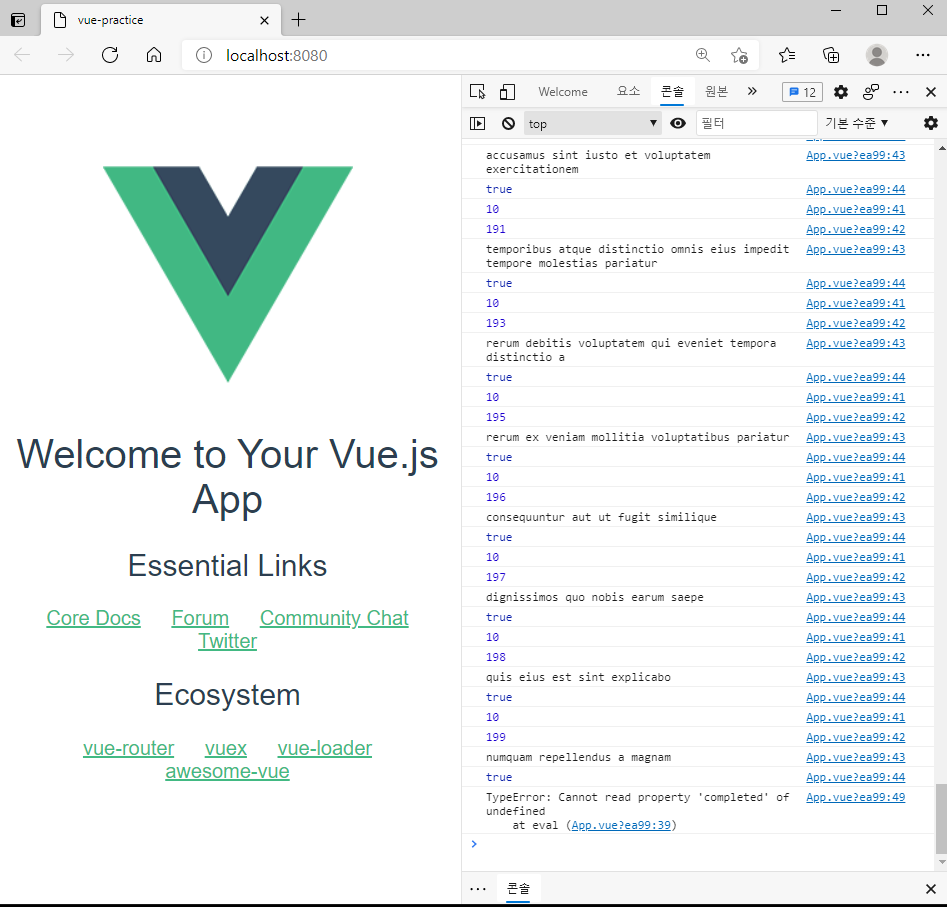 vue-practice
localhost:8080
Welcome to Your Vue.js
App
Essential Links
Core Docs Forum Community Chat
Twitter
Ecosystem
vue-router vuex vue-loader
awesome-vue
Welcome 요소 콘솔 원본 » 12
top 필터 기본 수준
accusamus sint iusto et voluptatem App.vue?ea99:43
exercitationem
true App.vue?ea99:44
10 App.vue?ea99:41
191 App.vue?ea99:42
temporibus atque distinctio omnis eius impedit App.vue?ea99:43
tempore molestias pariatur
true App.vue?ea99:44
10 App.vue?ea99:41
193 App.vue?ea99:42
rerum debitis voluptatem qui eveniet tempora App.vue?ea99:43
distinctio a
true App.vue?ea99:44
10 App.vue?ea99:41
195 App.vue?ea99:42
rerum ex veniam mollitia voluptatibus pariatur App.vue?ea99:43
true App.vue?ea99:44
10 App.vue?ea99:41
196 App.vue?ea99:42
consequuntur aut ut fugit similique App.vue?ea99:43
true App.vue?ea99:44
10 App.vue?ea99:41
197 App.vue?ea99:42
dignissimos quo nobis earum saepe App.vue?ea99:43
true App.vue?ea99:44
10 App.vue?ea99:41
198 App.vue?ea99:42
quis eius est sint explicabo App.vue?ea99:43
true App.vue?ea99:44
10 App.vue?ea99:41
199 App.vue?ea99:42
numquam repellendus a magnam App.vue?ea99:43
true App.vue?ea99:44
TypeError: Cannot read property 'completed' of App.vue?ea99:49
undefined
at eval (App.vue?ea99:39)
콘솔